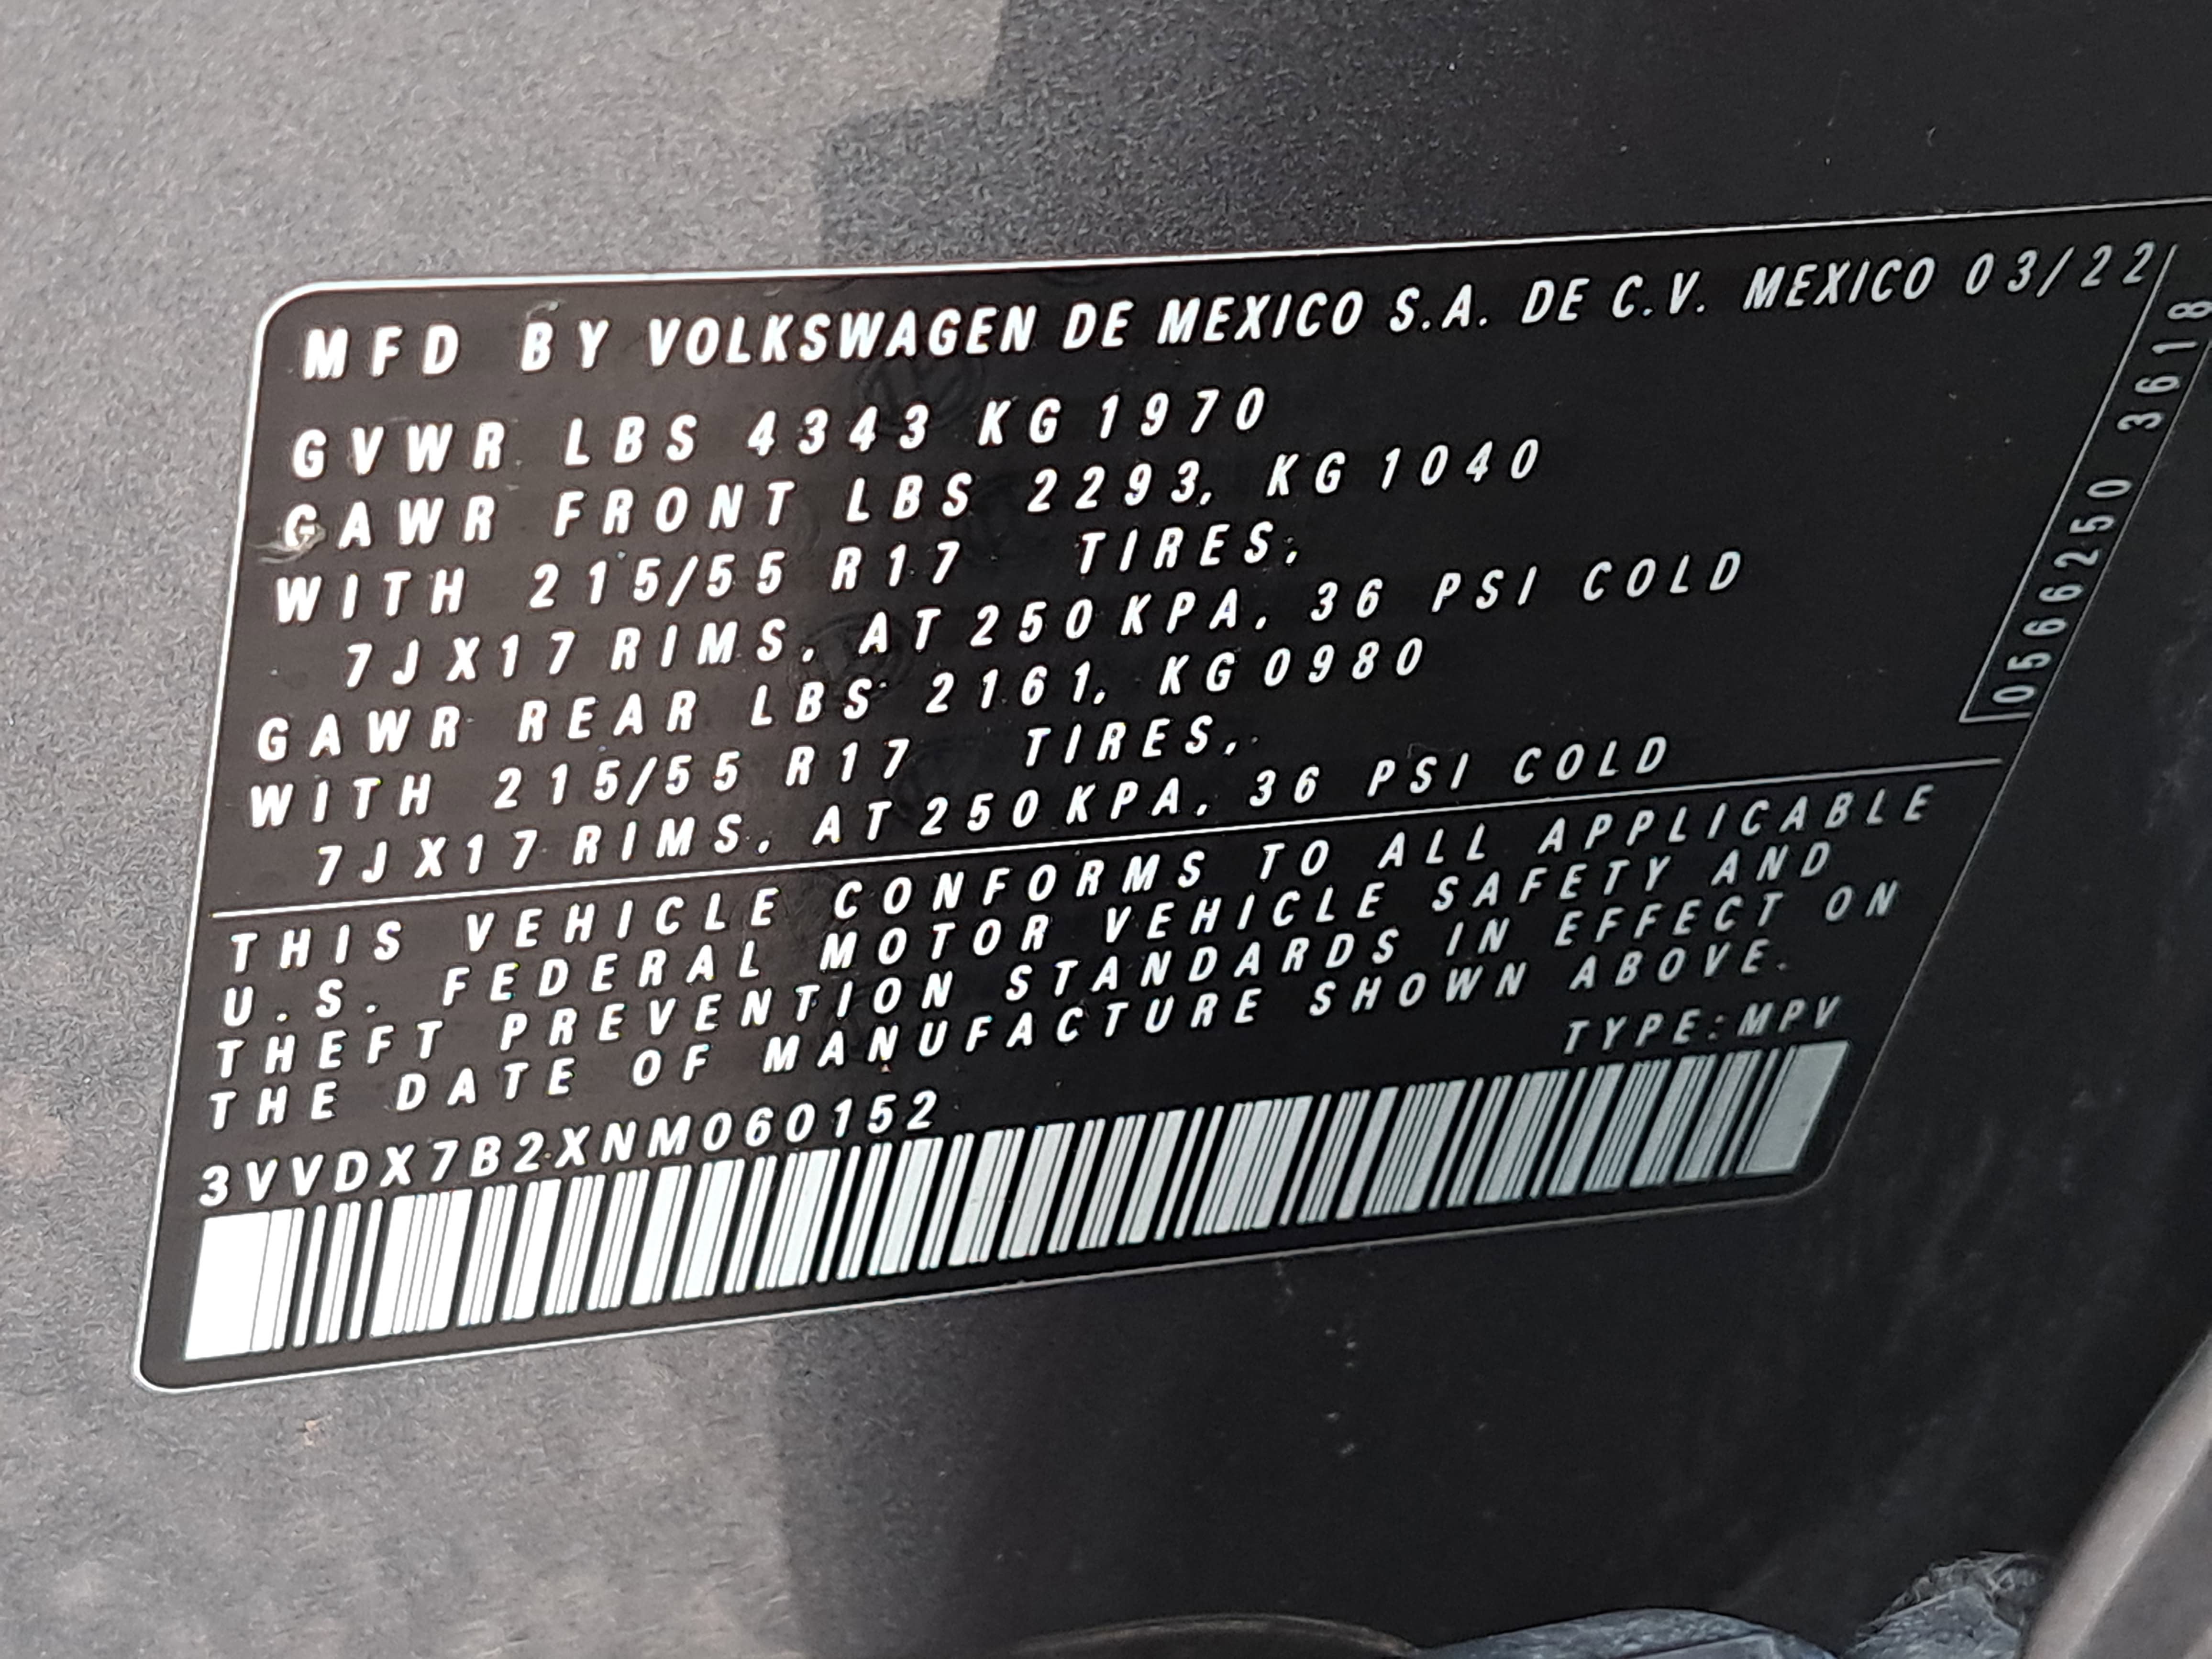 MFD BY VOLKSWAGEN DE MEXICO S.A. DE C.V. MEXICO 03/22
GVWR LBS 4343 KG 1970
GAWR FRONT LBS 2293, KG 1040
WITH 215/55 R17 TIRES,
7JX17 RIMS, AT 250 KPA, 36 PSI COLD
GAWR REAR LBS 2161, KG 0980
WITH 215/55 R17 TIRES,
7JX17 RIMS, AT 250 KPA, 36 PSI COLD
0566250 3618
THIS VEHICLE CONFORMS TO ALL APPLICABLE
U.S. FEDERAL MOTOR VEHICLE SAFETY AND
THEFT PREVENTION STANDARDS IN EFFECT ON
THE DATE OF MANUFACTURE SHOWN ABOVE.
TYPE: MPV
3VVDX7B2XNM060152